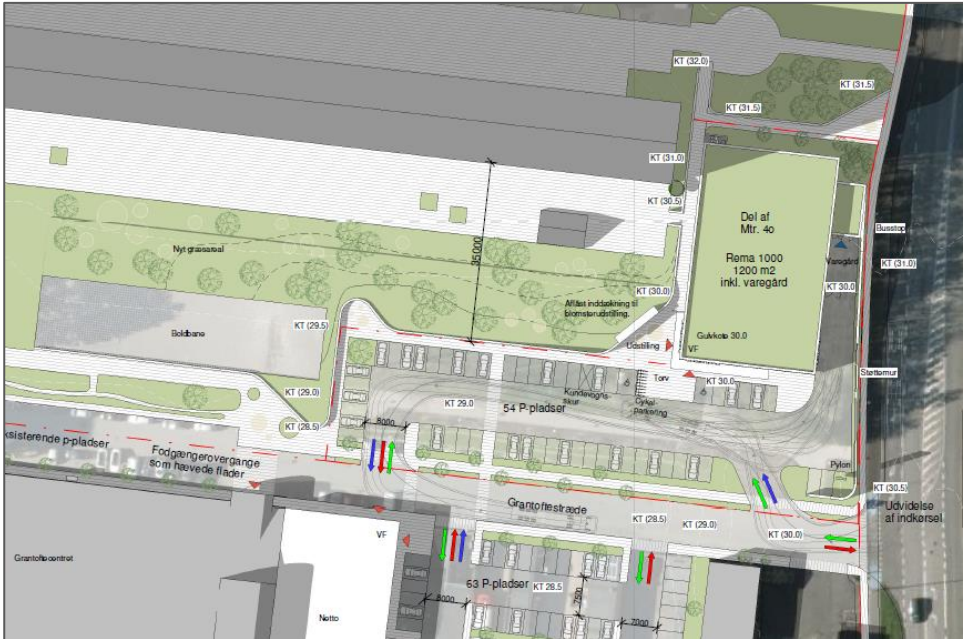 KT (32.0)
KT (31.5)
KT (31.5)
KT (31.0)
KT (30.5)
Del af
Mtr. 4o
Rema 1000
1200 m2
inkl. varegård
Busstop
Varegård
KT (31.0)
KT 30.0
35000
Nyt græsareal
KT (30.0)
Aflåst inddækning til
blomsterudstilling.
KT (29.5)
Boldbane
Gulvkote 30.0
Udstilling
VF
Støttemur
Torv
KT 30.0
KT (29.0)
KT 29.0
Kundevogns
skur
Cykel-
parkering
54 P-pladser
KT (28.5)
8000
ksisterende p-pladser
Fodgængerovergange
som hævede flader
Pylon
KT (30.5)
Udvidelse
af indkørsel
Grantoftestræde
KT (28.5)
KT (29.0)
KT (30.0)
VF
Grantoftecentret
63 P-pladser
KT 28.5
7500
8000
7000
Netto